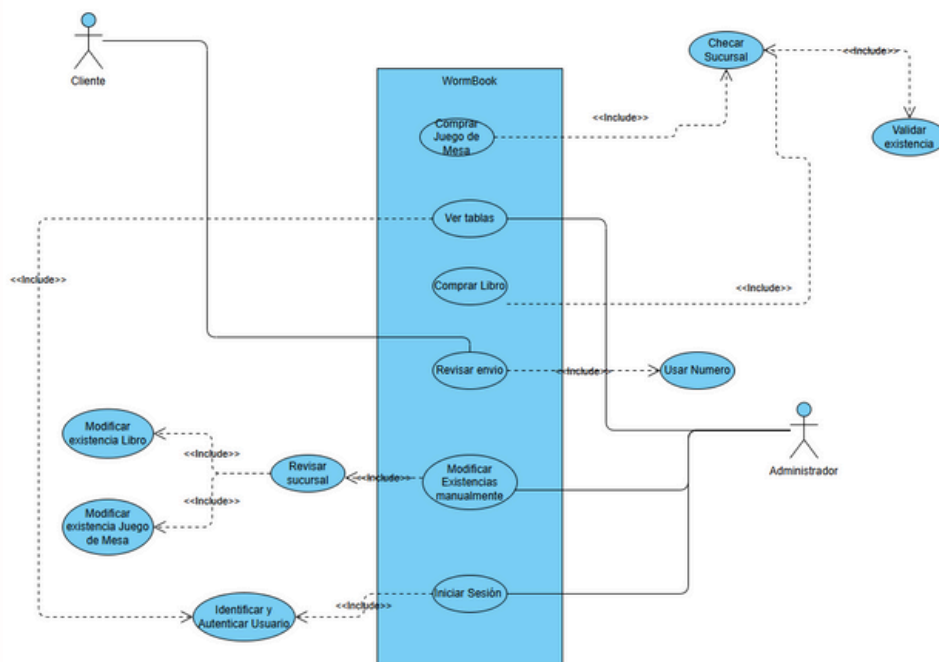 Cliente
WormBook
Checar
Sucursal
<<Include>>
Validar
existencia
Comprar
Juego de
Mesa
<<Include>>
Ver tablas
<<Include>>
Comprar Libro
<<Include>>
Revisar envio
<<Include>>
Usar Numero
Administrador
Modificar
existencia Libro
<<Include>>
Revisar
sucursal
<<Include>>
Modificar
Existencias
manualmente
<<Include>>
Modificar
existencia Juego
de Mesa
Iniciar Sesión
<<Include>>
Identificar y
Autenticar Usuario